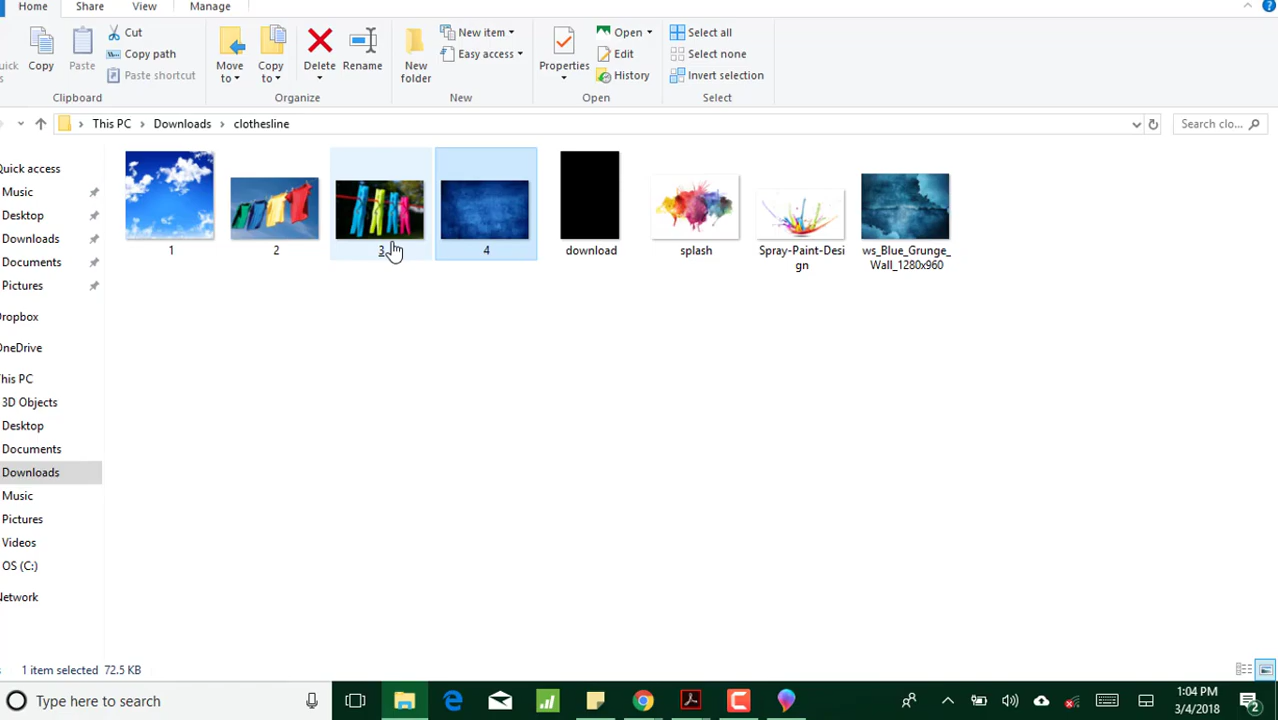 Home Share View Manage
Cut
Copy path
Paste shortcut
Copy Paste
Clipboard
Move to
Copy to
Delete
Rename
Organize
New folder
New item
Easy access
New
Properties
Open
Edit
History
Open
Select all
Select none
Invert selection
Select
This PC Downloads clothesline
Search clo...
Quick access
Music
Desktop
Downloads
Documents
Pictures
Dropbox
OneDrive
This PC
3D Objects
Desktop
Documents
Downloads
Music
Pictures
Videos
OS (C:)
Network
1
2
3
4
download
splash
Spray-Paint-Desi
gn
ws_Blue_Grunge_
Wall_1280x960
1 item selected 72.5 KB
Type here to search
1:04 PM
3/4/2018
2